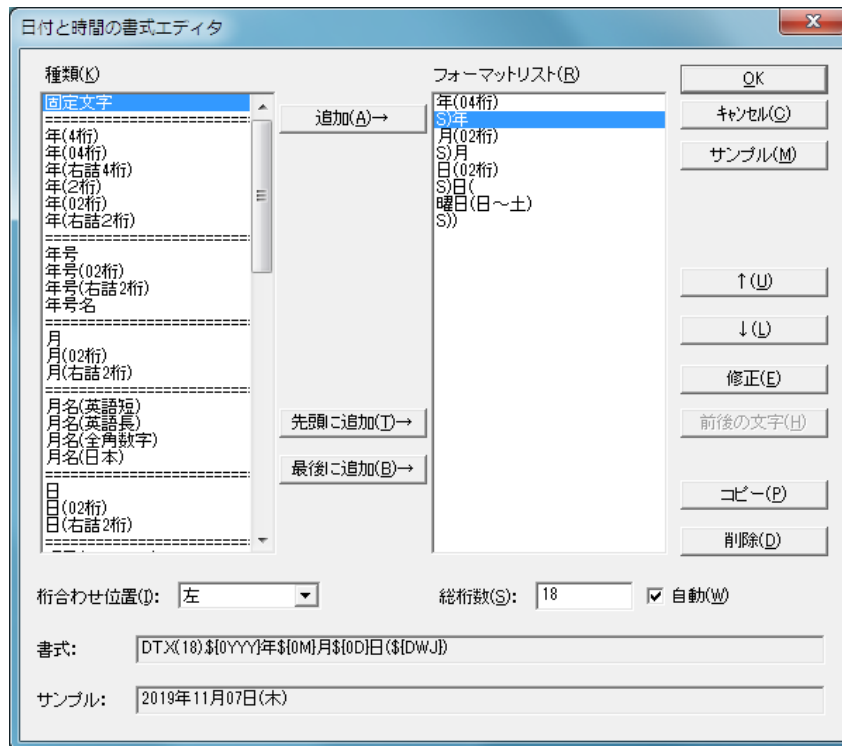 日付と時間の書式エディタ
種類(K)
固定文字
=========================
年(4桁)
年(04桁)
年(右詰4桁)
年(2桁)
年(02桁)
年(右詰2桁)
=========================
年号
年号(02桁)
年号(右詰2桁)
年号名
=========================
月
月(02桁)
月(右詰2桁)
=========================
月名(英語短)
月名(英語長)
月名(全角数字)
月名(日本)
=========================
日
日(02桁)
日(右詰2桁)
=========================
追加(A)→
先頭に追加(T)→
最後に追加(B)→
フォーマットリスト(R)
年(04桁)
S)年
月(02桁)
S)月
日(02桁)
S)日(
曜日(日～土)
S))
OK
キャンセル(C)
サンプル(M)
↑(U)
↓(L)
修正(E)
前後の文字(H)
コピー(P)
削除(D)
桁合わせ位置(I): 左
総桁数(S): 18 自動(W)
書式: DTX(18).${0YYY}年${0M}月${0D}日(${DWJ})
サンプル: 2019年11月07日(木)